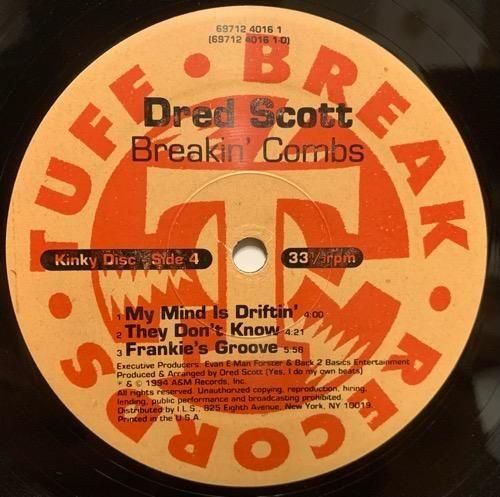 69712 4016 1
(69712 4016 1-0)
TUFF • BREAK • RECORDS •
Dred Scott
Breakin' Combs
Kinky Disc - Side 4
33⅓rpm
1 My Mind Is Driftin' 4:00
2 They Don't Know 4:21
3 Frankie's Groove 5:58
Executive Producers: Evan E-Man Forster & Back 2 Basics Entertainment
Produced & Arranged by Dred Scott (Yes, I do my own beats)
℗ & © 1994 A&M Records, Inc.
All rights reserved. Unauthorized copying, reproduction, hiring,
lending, public performance and broadcasting prohibited.
Distributed by I.L.S., 825 Eighth Avenue, New York, NY 10019.
Printed in the U.S.A.